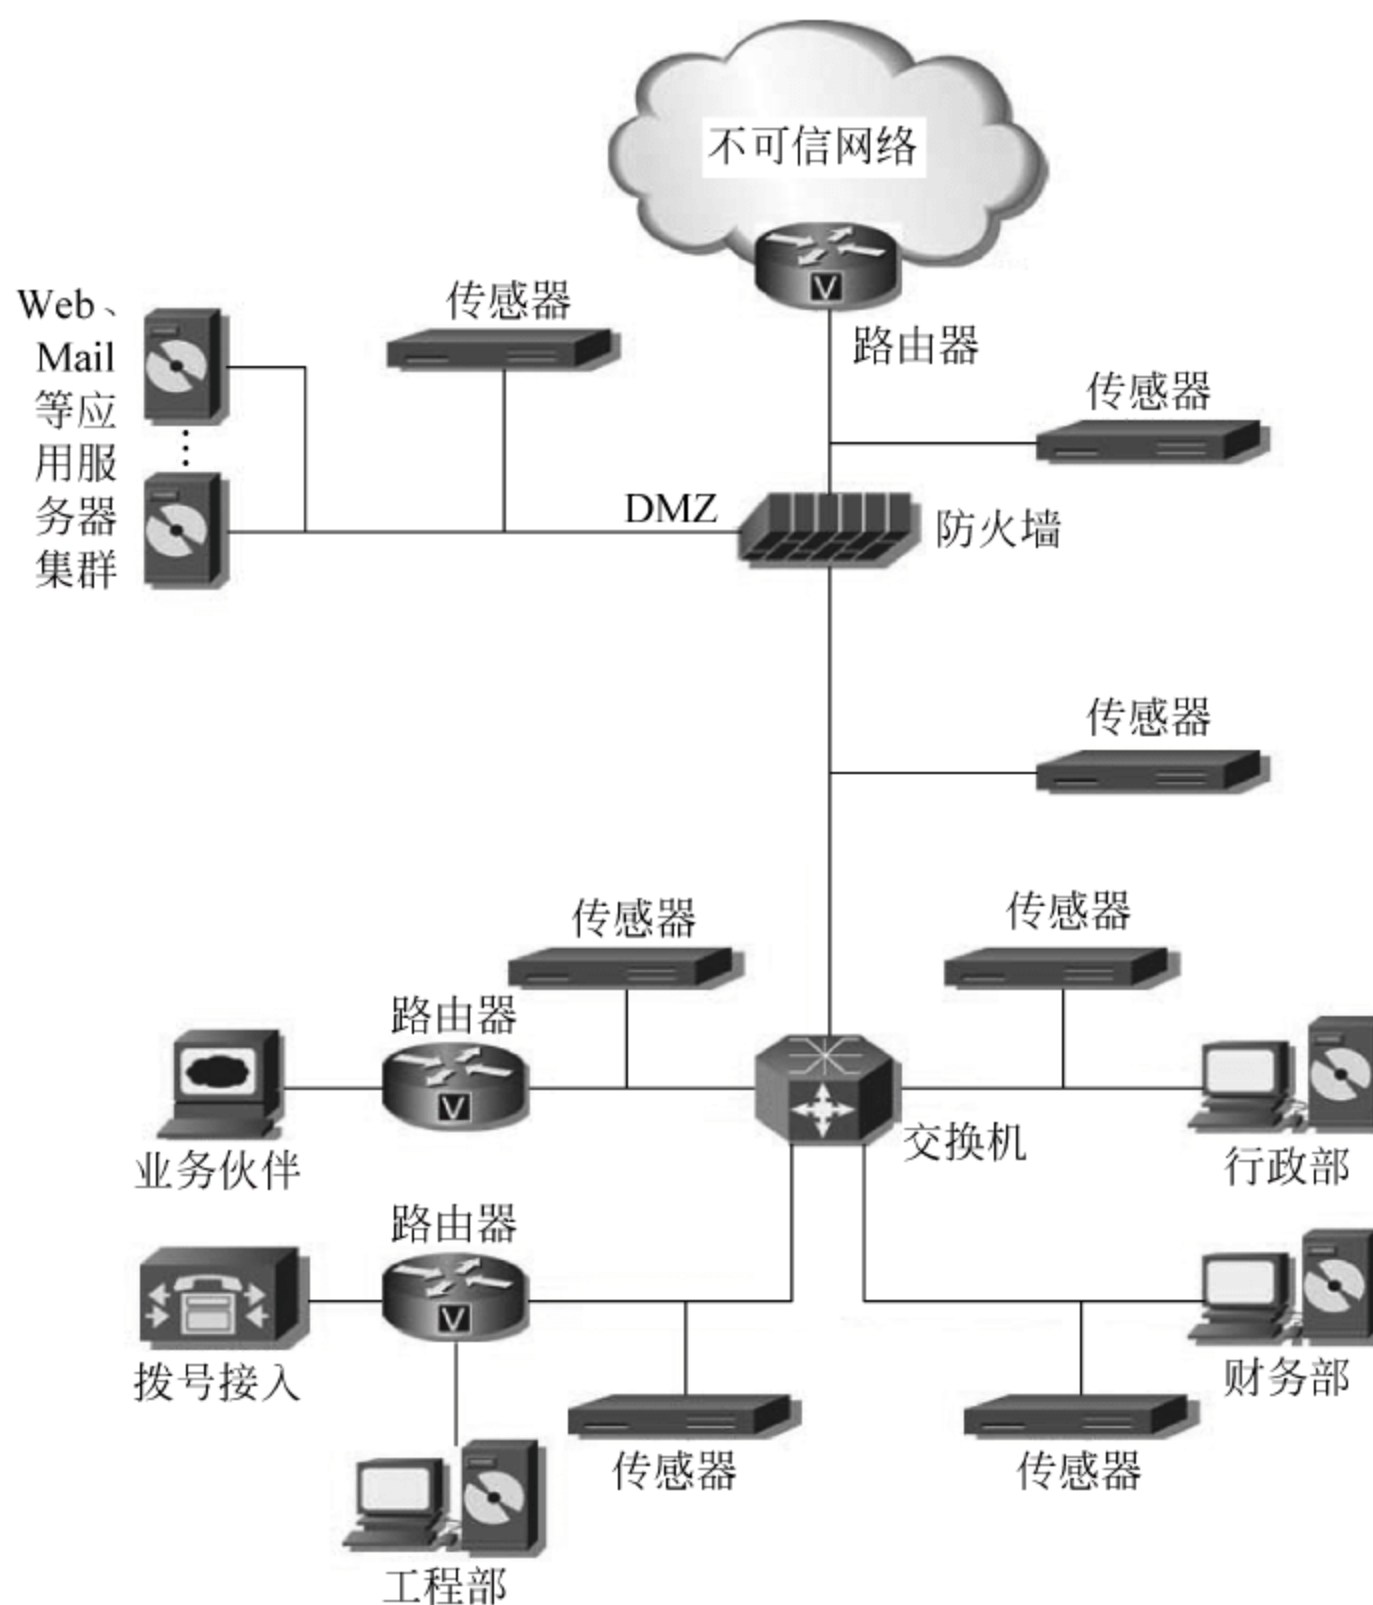 不可信网络
路由器
Web、
Mail
等应
用服
务器
集群
传感器
传感器
DMZ
防火墙
传感器
传感器
传感器
路由器
业务伙伴
交换机
行政部
路由器
拨号接入
财务部
传感器
传感器
工程部